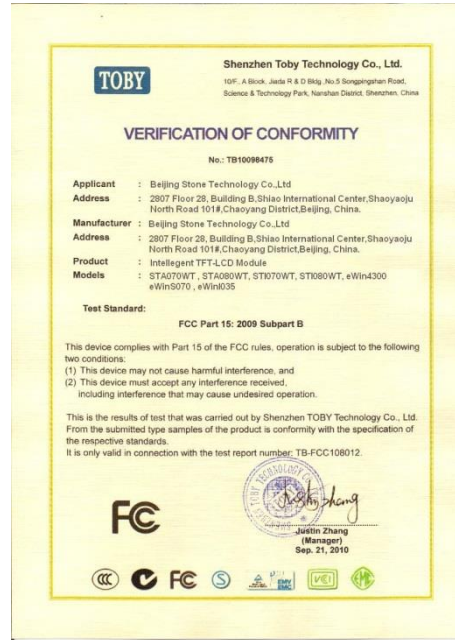 TOBY
Shenzhen Toby Technology Co., Ltd.
10/F., A Block, Jiada R & D Bldg.,No.5 Songpingshan Road,
Science & Technology Park, Nanshan District, Shenzhen, China
VERIFICATION OF CONFORMITY
No.: TB10098475
Applicant : Beijing Stone Technology Co.,Ltd
Address : 2807 Floor 28, Building B,Shiao International Center,Shaoyaoju
North Road 101#,Chaoyang District,Beijing, China.
Manufacturer : Beijing Stone Technology Co.,Ltd
Address : 2807 Floor 28, Building B,Shiao International Center,Shaoyaoju
North Road 101#,Chaoyang District,Beijing, China.
Product : Intellegent TFT-LCD Module
Models : STA070WT , STA080WT, STI070WT, STI080WT, eWin4300
eWinS070 , eWinI035
Test Standard:
FCC Part 15: 2009 Subpart B
This device complies with Part 15 of the FCC rules, operation is subject to the following
two conditions:
(1) This device may not cause harmful interference, and
(2) This device must accept any interference received,
including interference that may cause undesired operation.
This is the results of test that was carried out by Shenzhen TOBY Technology Co., Ltd.
From the submitted type samples of the product is conformity with the specification of
the respective standards.
It is only valid in connection with the test report number: TB-FCC108012.
FC
Justin Zhang
(Manager)
Sep. 21, 2010
CCC FC S EMV EMC VCI EMC